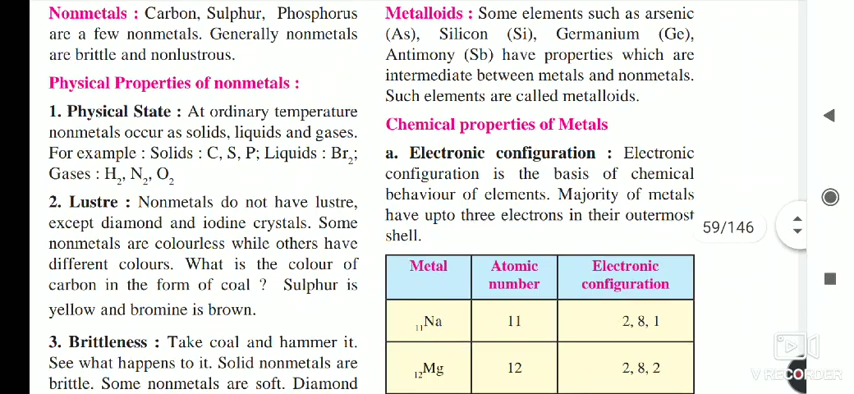 Nonmetals : Carbon, Sulphur, Phosphorus
are a few nonmetals. Generally nonmetals
are brittle and nonlustrous.
Physical Properties of nonmetals :
1. Physical State : At ordinary temperature
nonmetals occur as solids, liquids and gases.
For example : Solids : C, S, P; Liquids : Br₂;
Gases : H₂, N₂, O₂
2. Lustre : Nonmetals do not have lustre,
except diamond and iodine crystals. Some
nonmetals are colourless while others have
different colours. What is the colour of
carbon in the form of coal ? Sulphur is
yellow and bromine is brown.
3. Brittleness : Take coal and hammer it.
See what happens to it. Solid nonmetals are
brittle. Some nonmetals are soft. Diamond
Metalloids : Some elements such as arsenic
(As), Silicon (Si), Germanium (Ge),
Antimony (Sb) have properties which are
intermediate between metals and nonmetals.
Such elements are called metalloids.
Chemical properties of Metals
a. Electronic configuration : Electronic
configuration is the basis of chemical
behaviour of elements. Majority of metals
have upto three electrons in their outermost
shell.
Metal Atomic number Electronic configuration
₁₁Na 11 2, 8, 1
₁₂Mg 12 2, 8, 2
59/146
V RECORDER